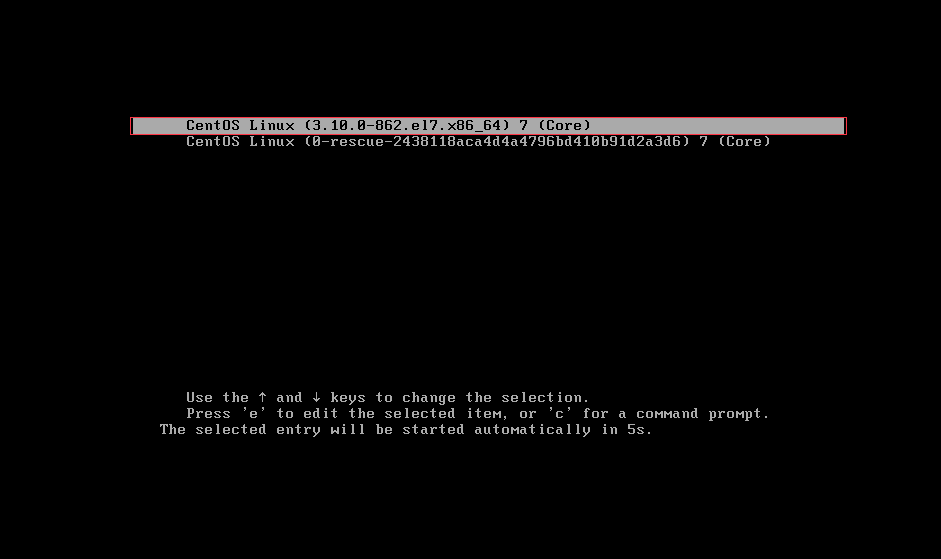 CentOS Linux (3.10.0-862.el7.x86_64) 7 (Core)
CentOS Linux (0-rescue-2438118aca4d4a4796bd410b91d2a3d6) 7 (Core)
Use the ↑ and ↓ keys to change the selection.
Press 'e' to edit the selected item, or 'c' for a command prompt.
The selected entry will be started automatically in 5s.